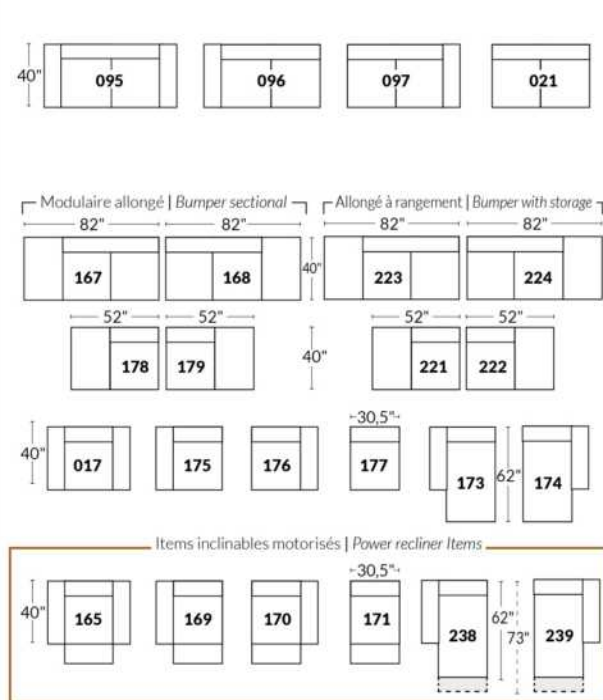 40" 095 096 097 021
Modulaire allongé | Bumper sectional Allongé à rangement | Bumper with storage
82" 82" 82" 82"
167 168 40" 223 224
52" 52" 52" 52"
178 179 40" 221 222
30,5"
40" 017 175 176 177 173 62" 174
Items inclinables motorisés | Power recliner Items
30,5"
40" 165 169 170 171 238 62" 73" 239